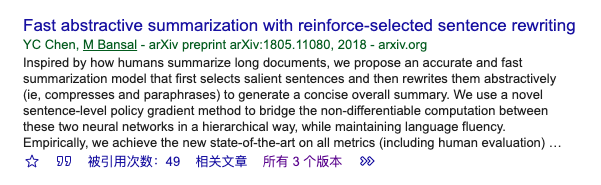 Fast abstractive summarization with reinforce-selected sentence rewriting
YC Chen, M Bansal - arXiv preprint arXiv:1805.11080, 2018 - arxiv.org
Inspired by how humans summarize long documents, we propose an accurate and fast
summarization model that first selects salient sentences and then rewrites them abstractively
(ie, compresses and paraphrases) to generate a concise overall summary. We use a novel
sentence-level policy gradient method to bridge the non-differentiable computation between
these two neural networks in a hierarchical way, while maintaining language fluency.
Empirically, we achieve the new state-of-the-art on all metrics (including human evaluation) …
被引用次数：49 相关文章 所有 3 个版本